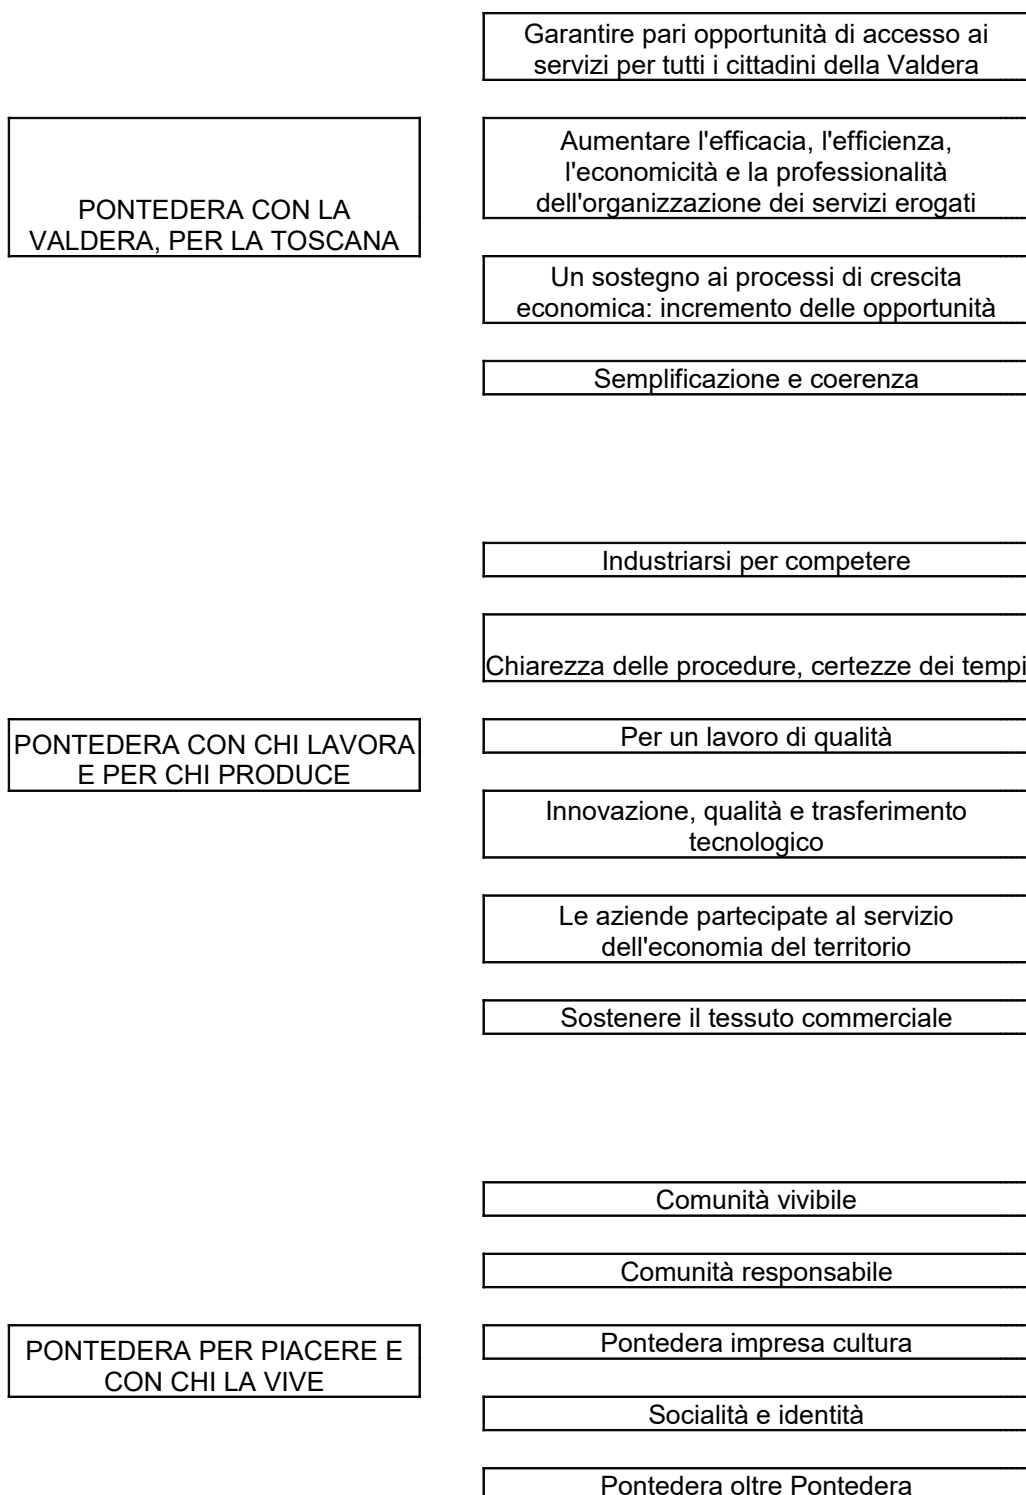 Garantire pari opportunità di accesso ai
servizi per tutti i cittadini della Valdera
PONTEDERA CON LA
VALDERA, PER LA TOSCANA
Aumentare l'efficacia, l'efficienza,
l'economicità e la professionalità
dell'organizzazione dei servizi erogati
Un sostegno ai processi di crescita
economica: incremento delle opportunità
Semplificazione e coerenza
Industriarsi per competere
Chiarezza delle procedure, certezze dei tempi
PONTEDERA CON CHI LAVORA
E PER CHI PRODUCE
Per un lavoro di qualità
Innovazione, qualità e trasferimento
tecnologico
Le aziende partecipate al servizio
dell'economia del territorio
Sostenere il tessuto commerciale
Comunità vivibile
Comunità responsabile
PONTEDERA PER PIACERE E
CON CHI LA VIVE
Pontedera impresa cultura
Socialità e identità
Pontedera oltre Pontedera